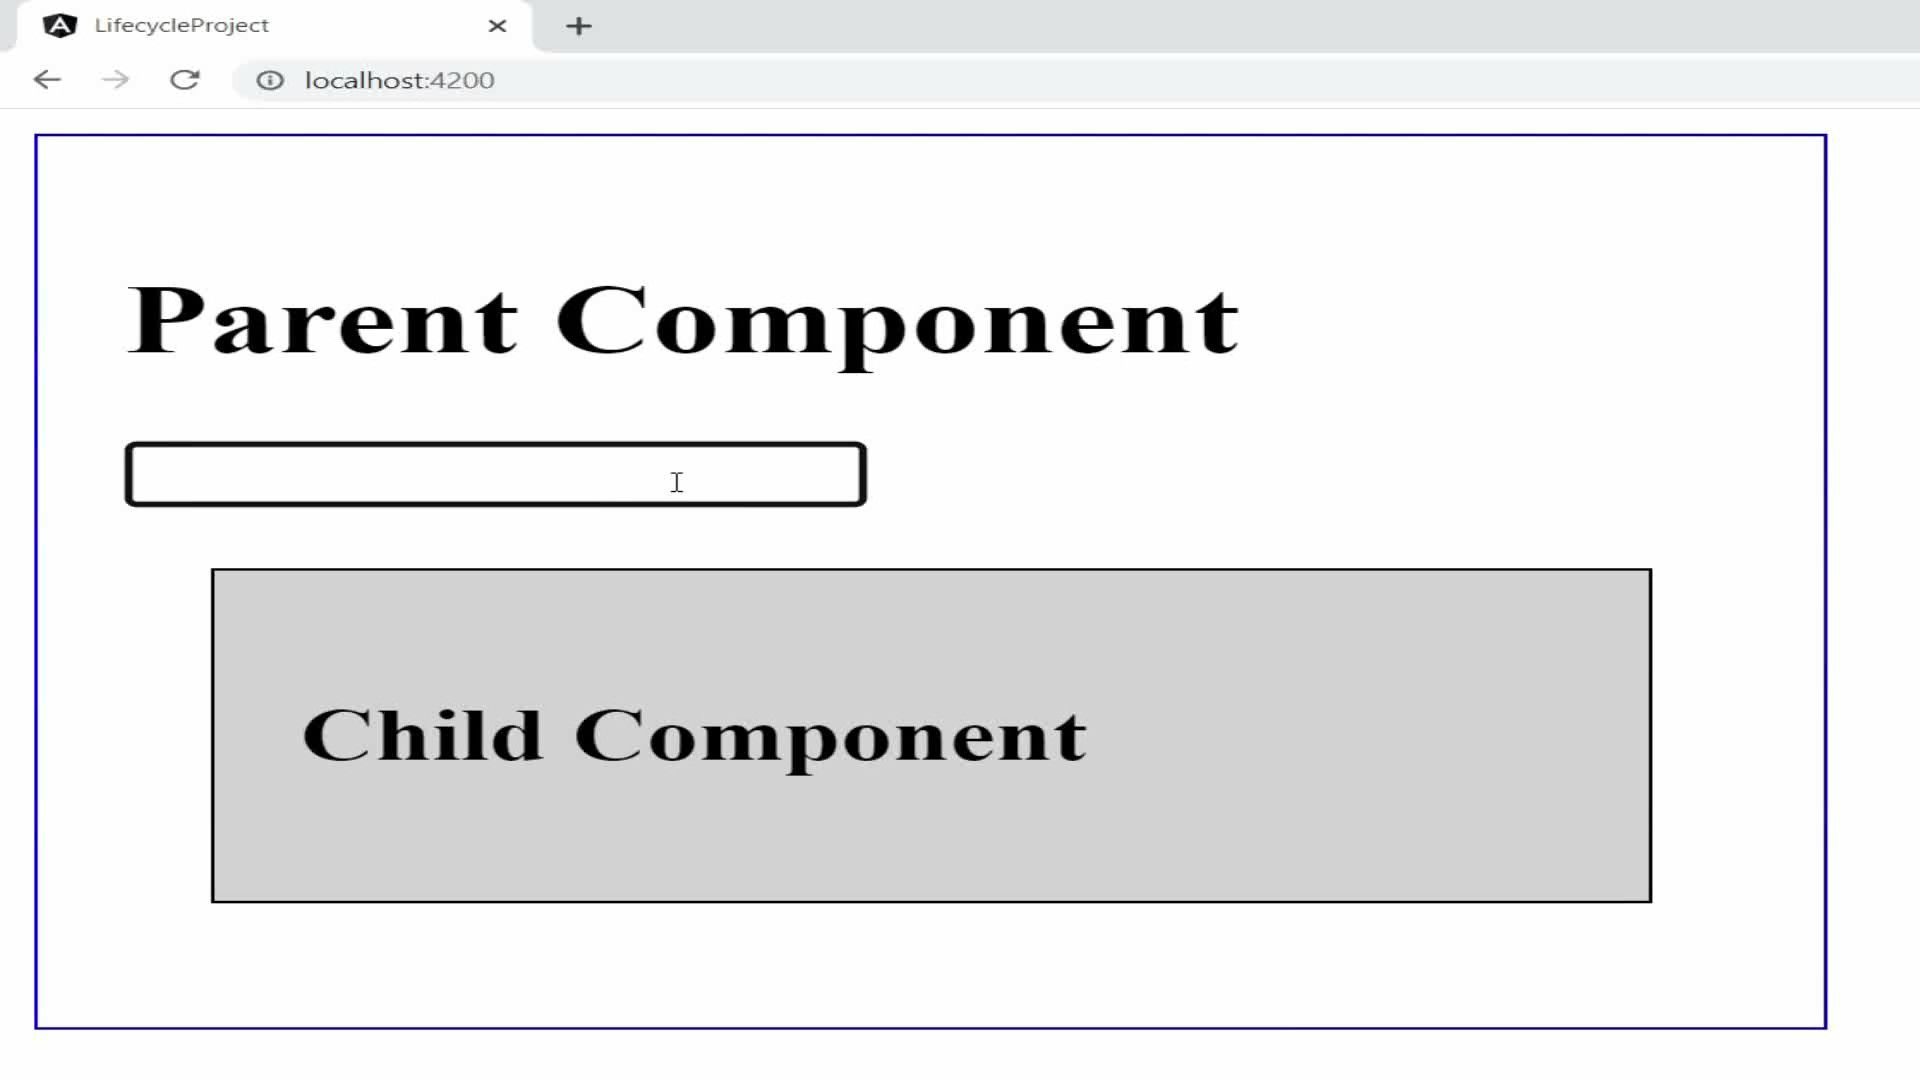 LifecycleProject
localhost:4200
Parent Component
Child Component